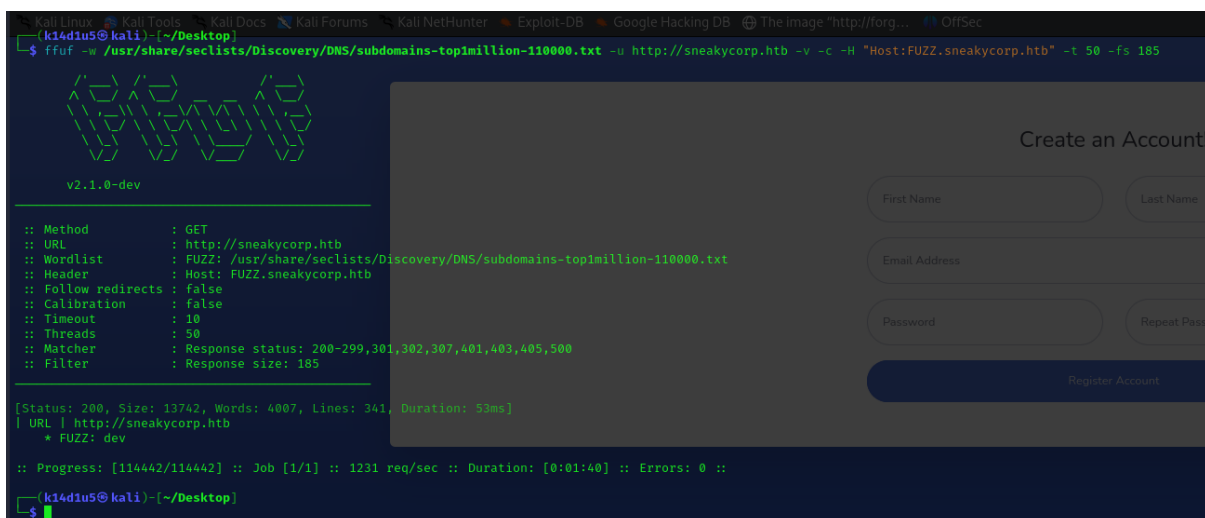 Kali Linux Kali Tools Kali Docs Kali Forums Kali NetHunter Exploit-DB Google Hacking DB The image "http://forg... OffSec
(k14d1u5㉿kali)-[~/Desktop]
$ ffuf -w /usr/share/seclists/Discovery/DNS/subdomains-top1million-110000.txt -u http://sneakycorp.htb -v -c -H "Host:FUZZ.sneakycorp.htb" -t 50 -fs 185
v2.1.0-dev
:: Method : GET
:: URL : http://sneakycorp.htb
:: Wordlist : FUZZ: /usr/share/seclists/Discovery/DNS/subdomains-top1million-110000.txt
:: Header : Host: FUZZ.sneakycorp.htb
:: Follow redirects : false
:: Calibration : false
:: Timeout : 10
:: Threads : 50
:: Matcher : Response status: 200-299,301,302,307,401,403,405,500
:: Filter : Response size: 185
[Status: 200, Size: 13742, Words: 4007, Lines: 341, Duration: 53ms]
| URL | http://sneakycorp.htb
* FUZZ: dev
:: Progress: [114442/114442] :: Job [1/1] :: 1231 req/sec :: Duration: [0:01:40] :: Errors: 0 ::
(k14d1u5㉿kali)-[~/Desktop]
$
Create an Account
First Name
Last Name
Email Address
Password
Repeat Pass
Register Account